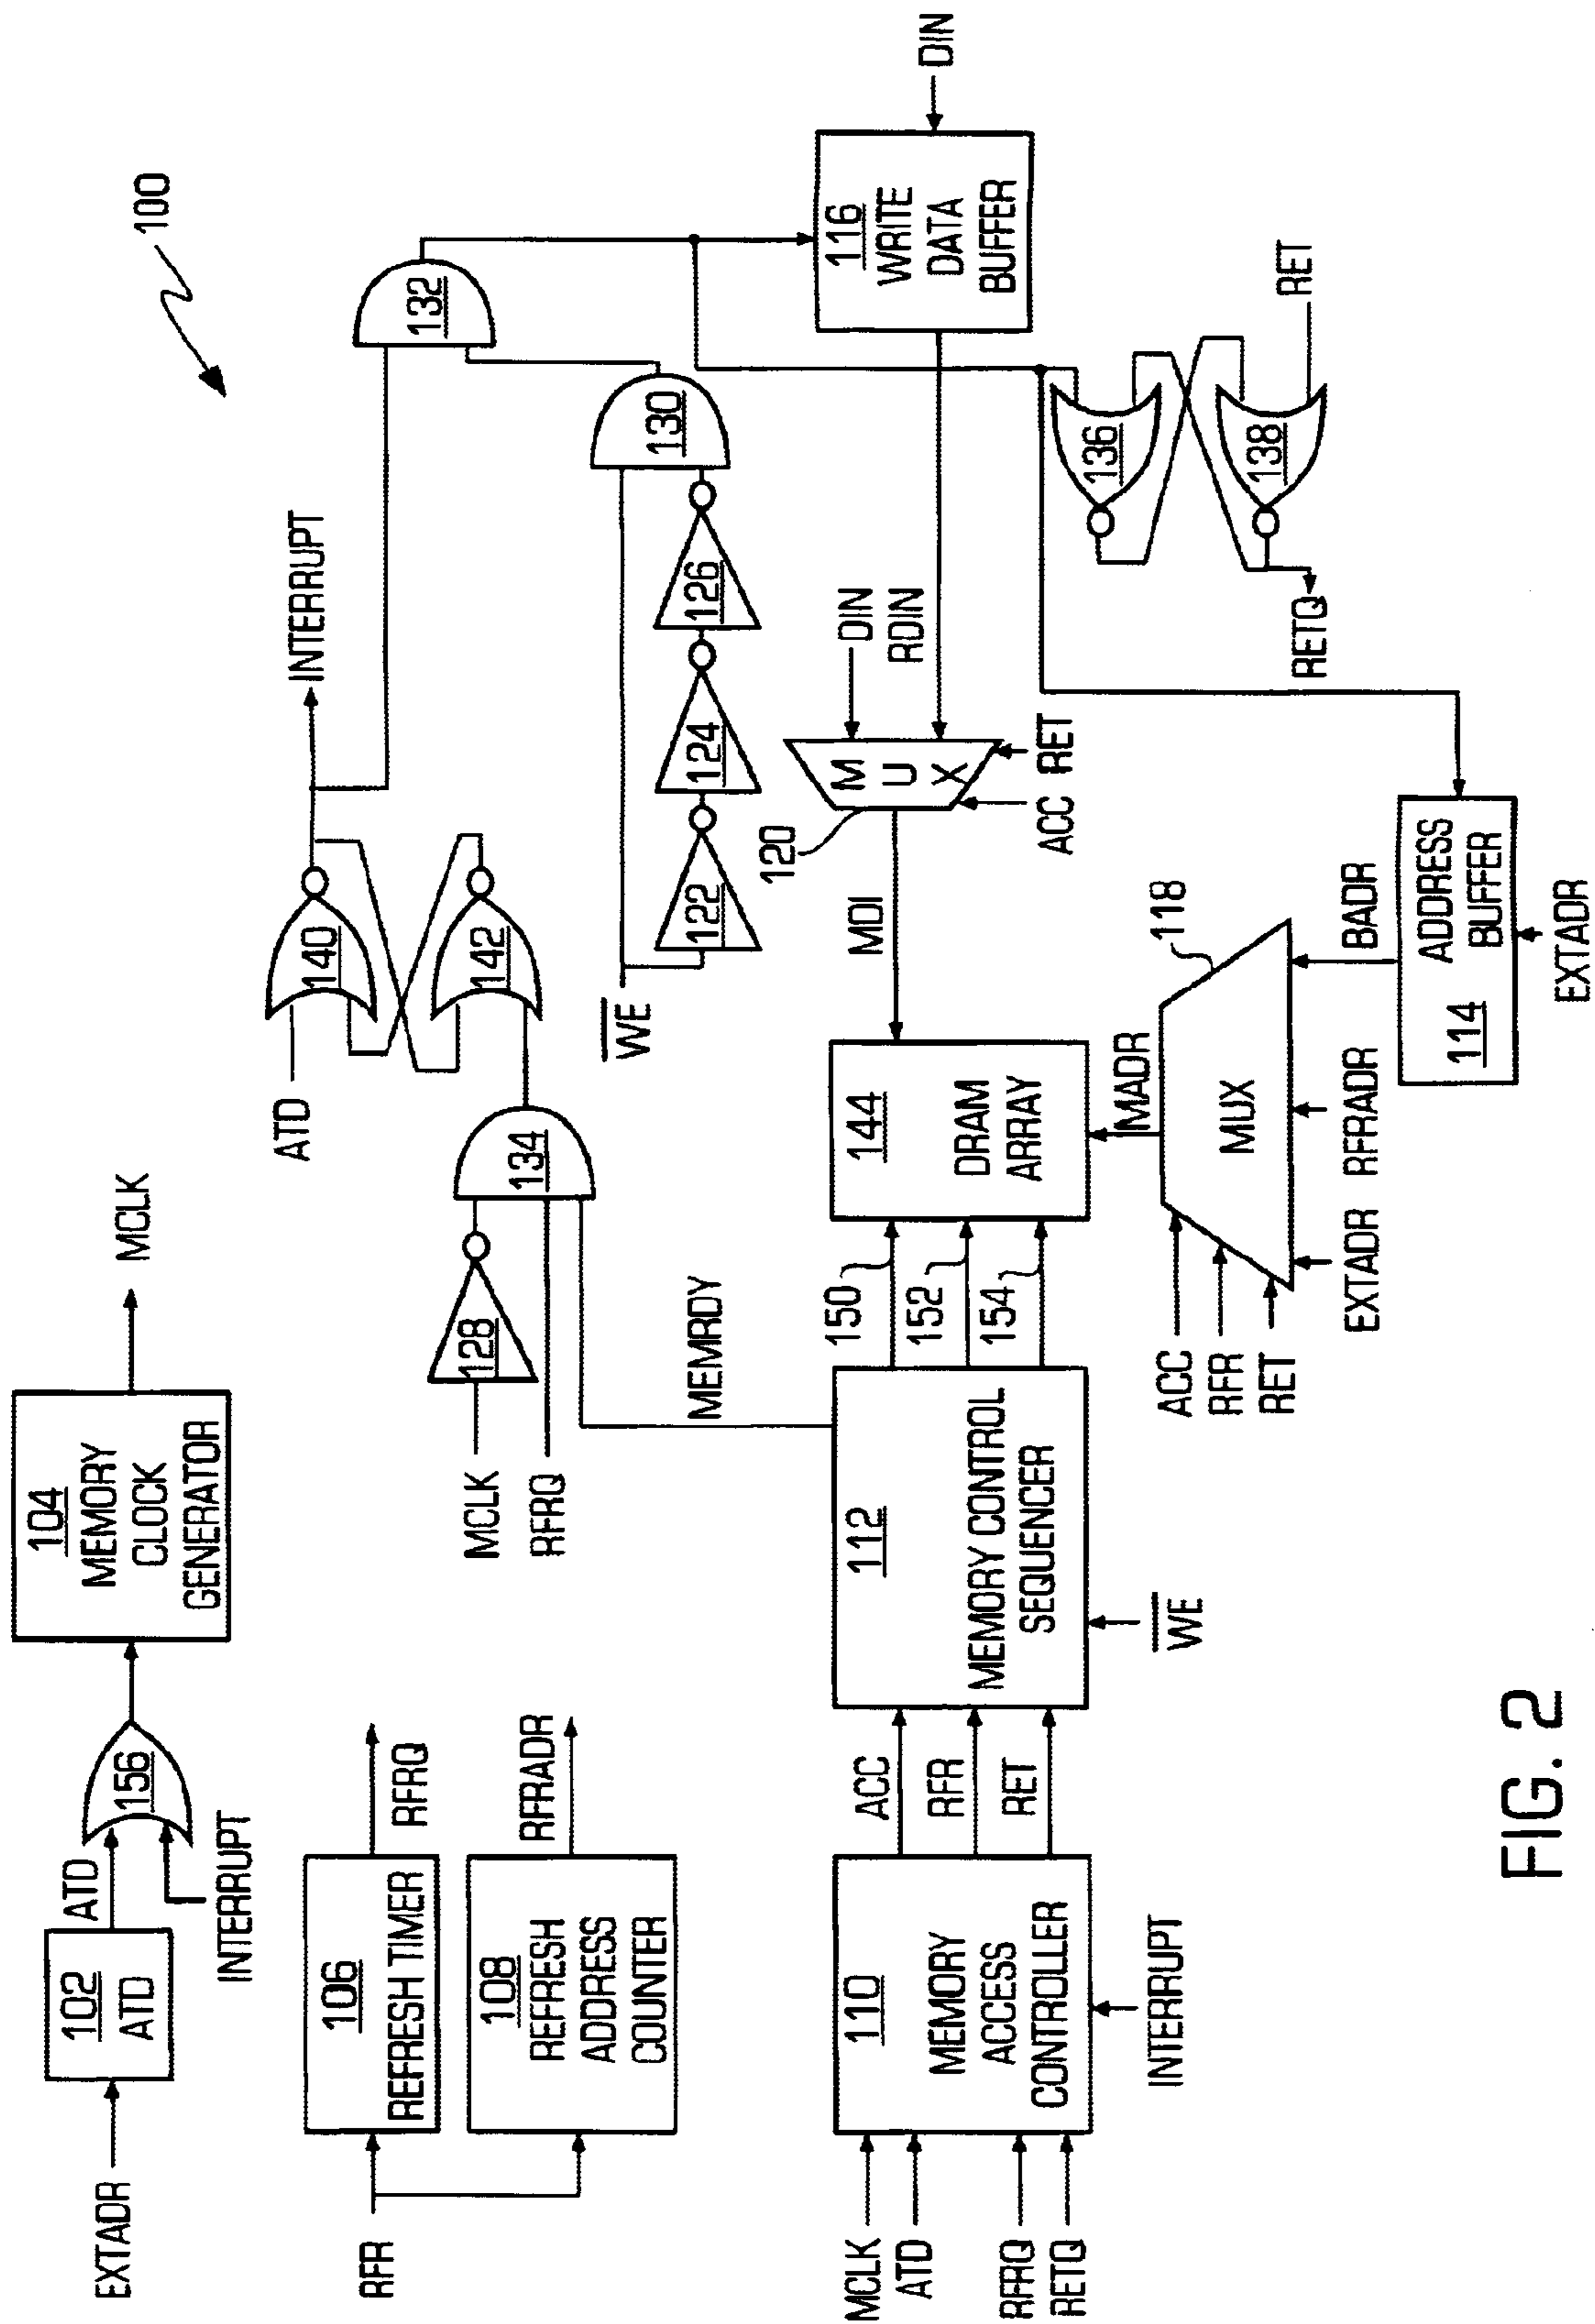 100
EXTADR
102
ATD
ATD
INTERRUPT
156
104
MEMORY
CLOCK
GENERATOR
MCLK
RFR
106
REFRESH TIMER
RFRQ
108
REFRESH
ADDRESS
COUNTER
RFRADR
MCLK
RFRQ
128
134
MEMRDY
ATD
140
142
INTERRUPT
132
WE
122
124
126
130
MCLK
ATD
RFRQ
RETQ
110
MEMORY
ACCESS
CONTROLLER
INTERRUPT
ACC
RFR
RET
112
MEMORY CONTROL
SEQUENCER
WE
150
152
154
144
DRAM
ARRAY
MDI
120
MUX
ACC
RET
DIN
RDIN
116
WRITE
DATA
BUFFER
DIN
136
138
RET
RETQ
MADR
ACC
RFR
RET
MUX
118
EXTADR
RFRADR
BADR
114
ADDRESS
BUFFER
EXTADR
FIG. 2